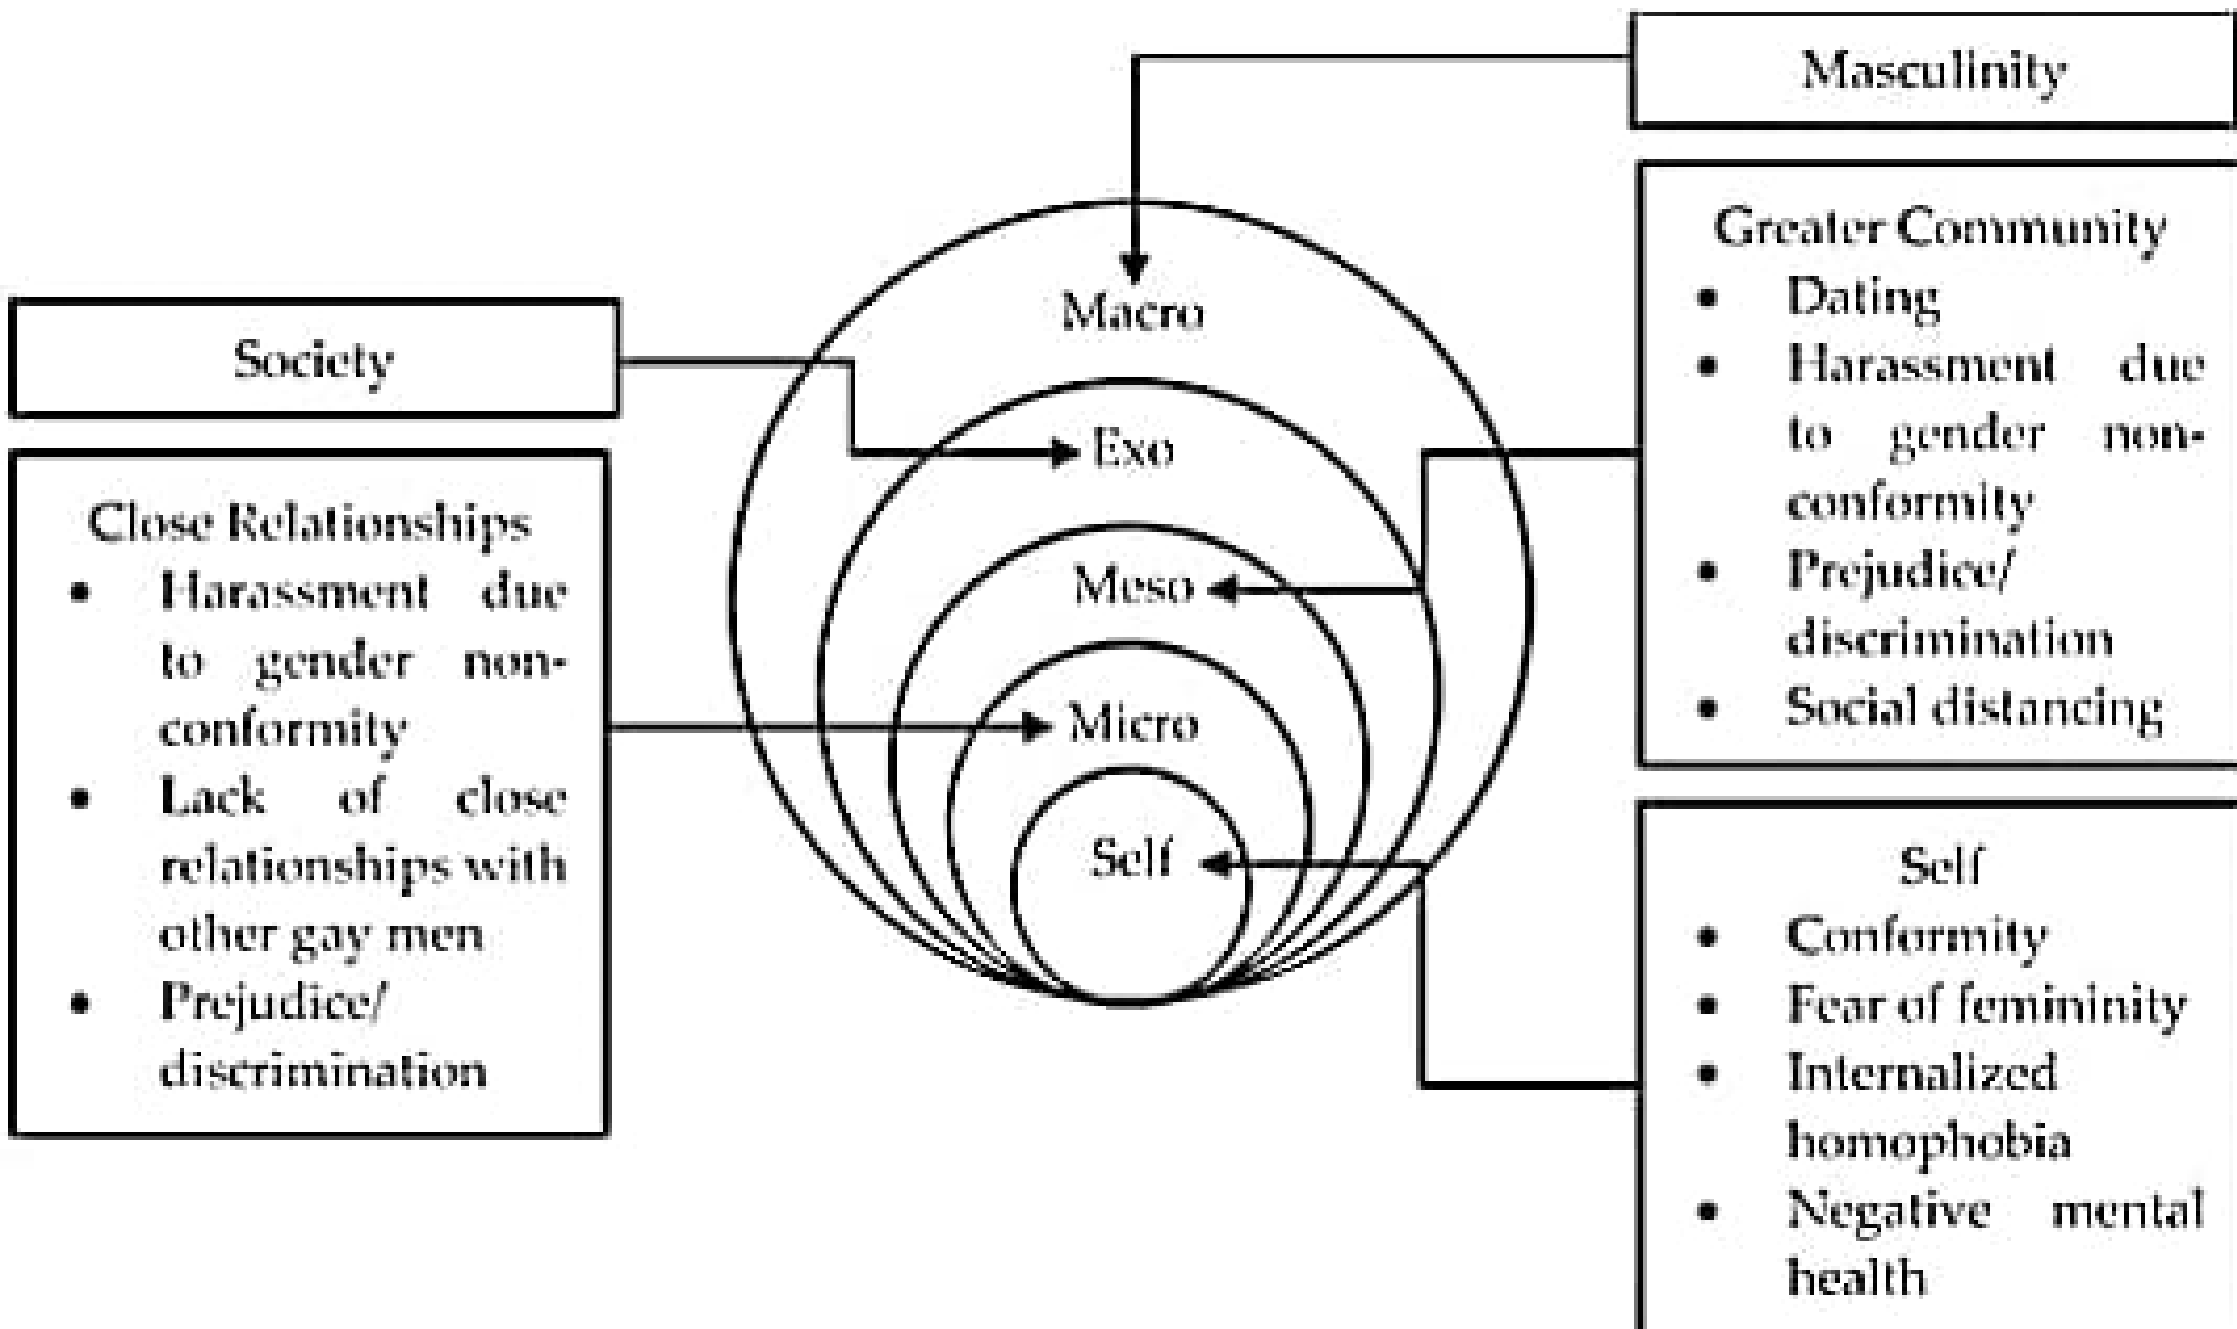 Masculinity
Greater Community
• Dating
• Harassment due
to gender non-
conformity
• Prejudice/
discrimination
• Social distancing
Society
Close Relationships
• Harassment due
to gender non-
conformity
• Lack of close
relationships with
other gay men
• Prejudice/
discrimination
Macro
Exo
Meso
Micro
Self
Self
• Conformity
• Fear of femininity
• Internalized
homophobia
• Negative mental
health